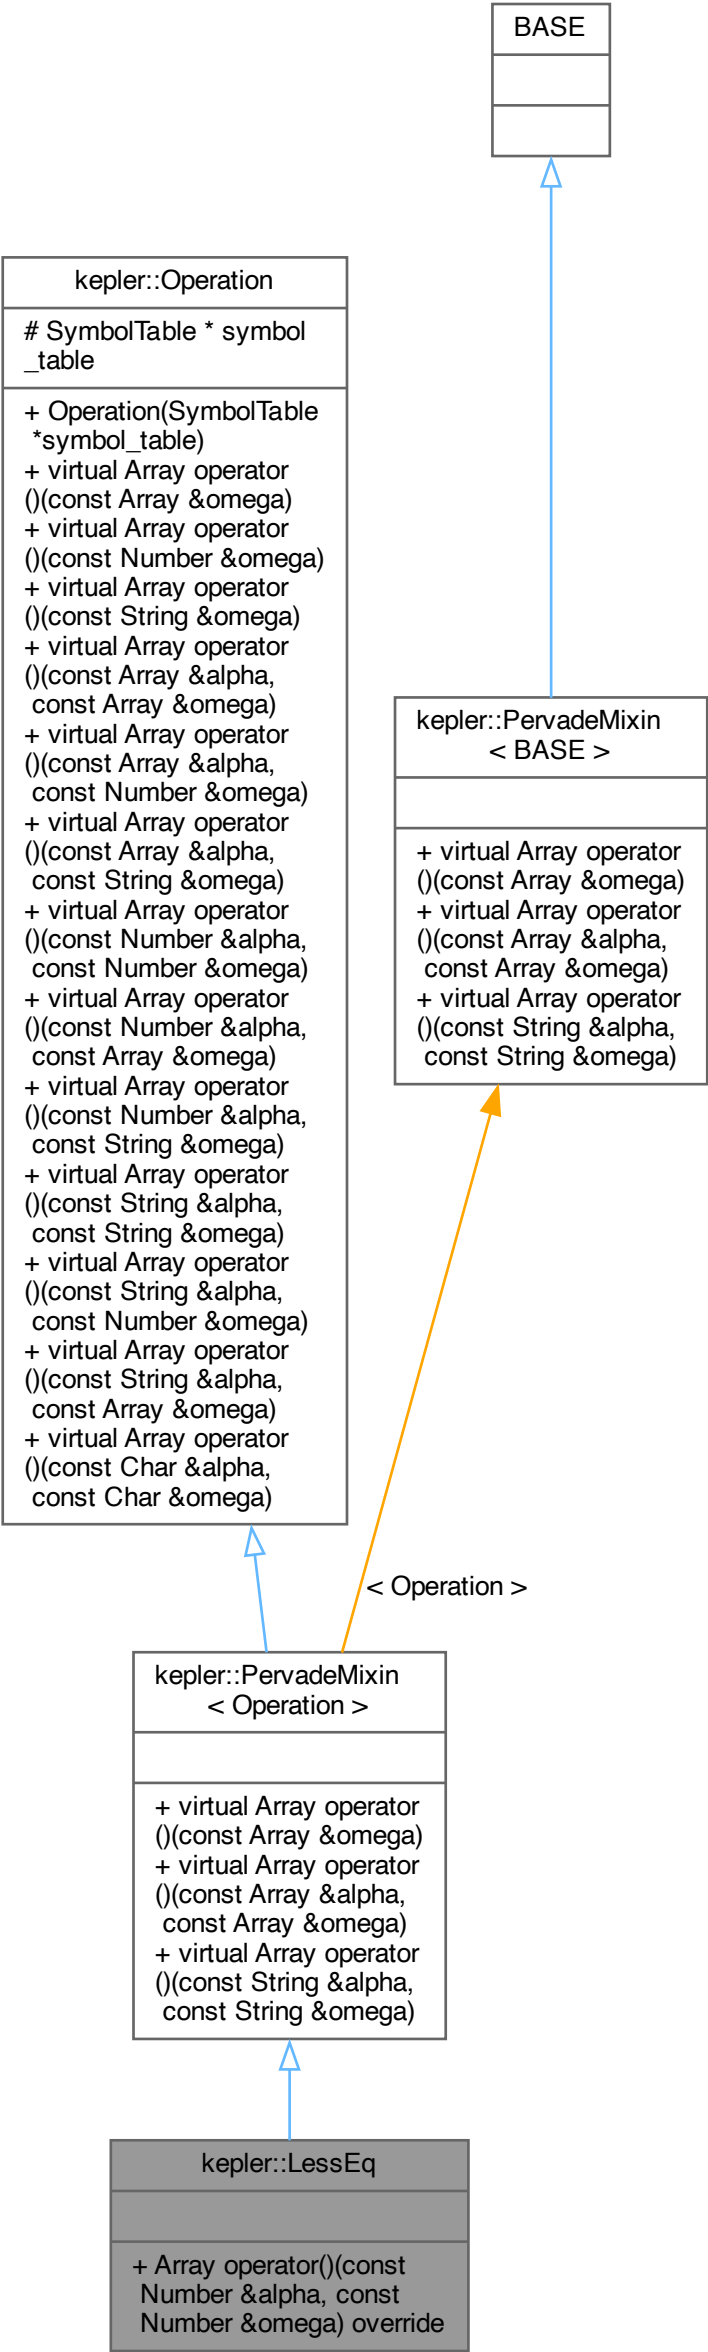 BASE
kepler::Operation
# SymbolTable * symbol
_table
+ Operation(SymbolTable
*symbol_table)
+ virtual Array operator
()(const Array &omega)
+ virtual Array operator
()(const Number &omega)
+ virtual Array operator
()(const String &omega)
+ virtual Array operator
()(const Array &alpha,
const Array &omega)
+ virtual Array operator
()(const Array &alpha,
const Number &omega)
+ virtual Array operator
()(const Array &alpha,
const String &omega)
+ virtual Array operator
()(const Number &alpha,
const Number &omega)
+ virtual Array operator
()(const Number &alpha,
const Array &omega)
+ virtual Array operator
()(const Number &alpha,
const String &omega)
+ virtual Array operator
()(const String &alpha,
const String &omega)
+ virtual Array operator
()(const String &alpha,
const Number &omega)
+ virtual Array operator
()(const String &alpha,
const Array &omega)
+ virtual Array operator
()(const Char &alpha,
const Char &omega)
kepler::PervadeMixin
< BASE >
+ virtual Array operator
()(const Array &omega)
+ virtual Array operator
()(const Array &alpha,
const Array &omega)
+ virtual Array operator
()(const String &alpha,
const String &omega)
< Operation >
kepler::PervadeMixin
< Operation >
+ virtual Array operator
()(const Array &omega)
+ virtual Array operator
()(const Array &alpha,
const Array &omega)
+ virtual Array operator
()(const String &alpha,
const String &omega)
kepler::LessEq
+ Array operator()(const
Number &alpha, const
Number &omega) override